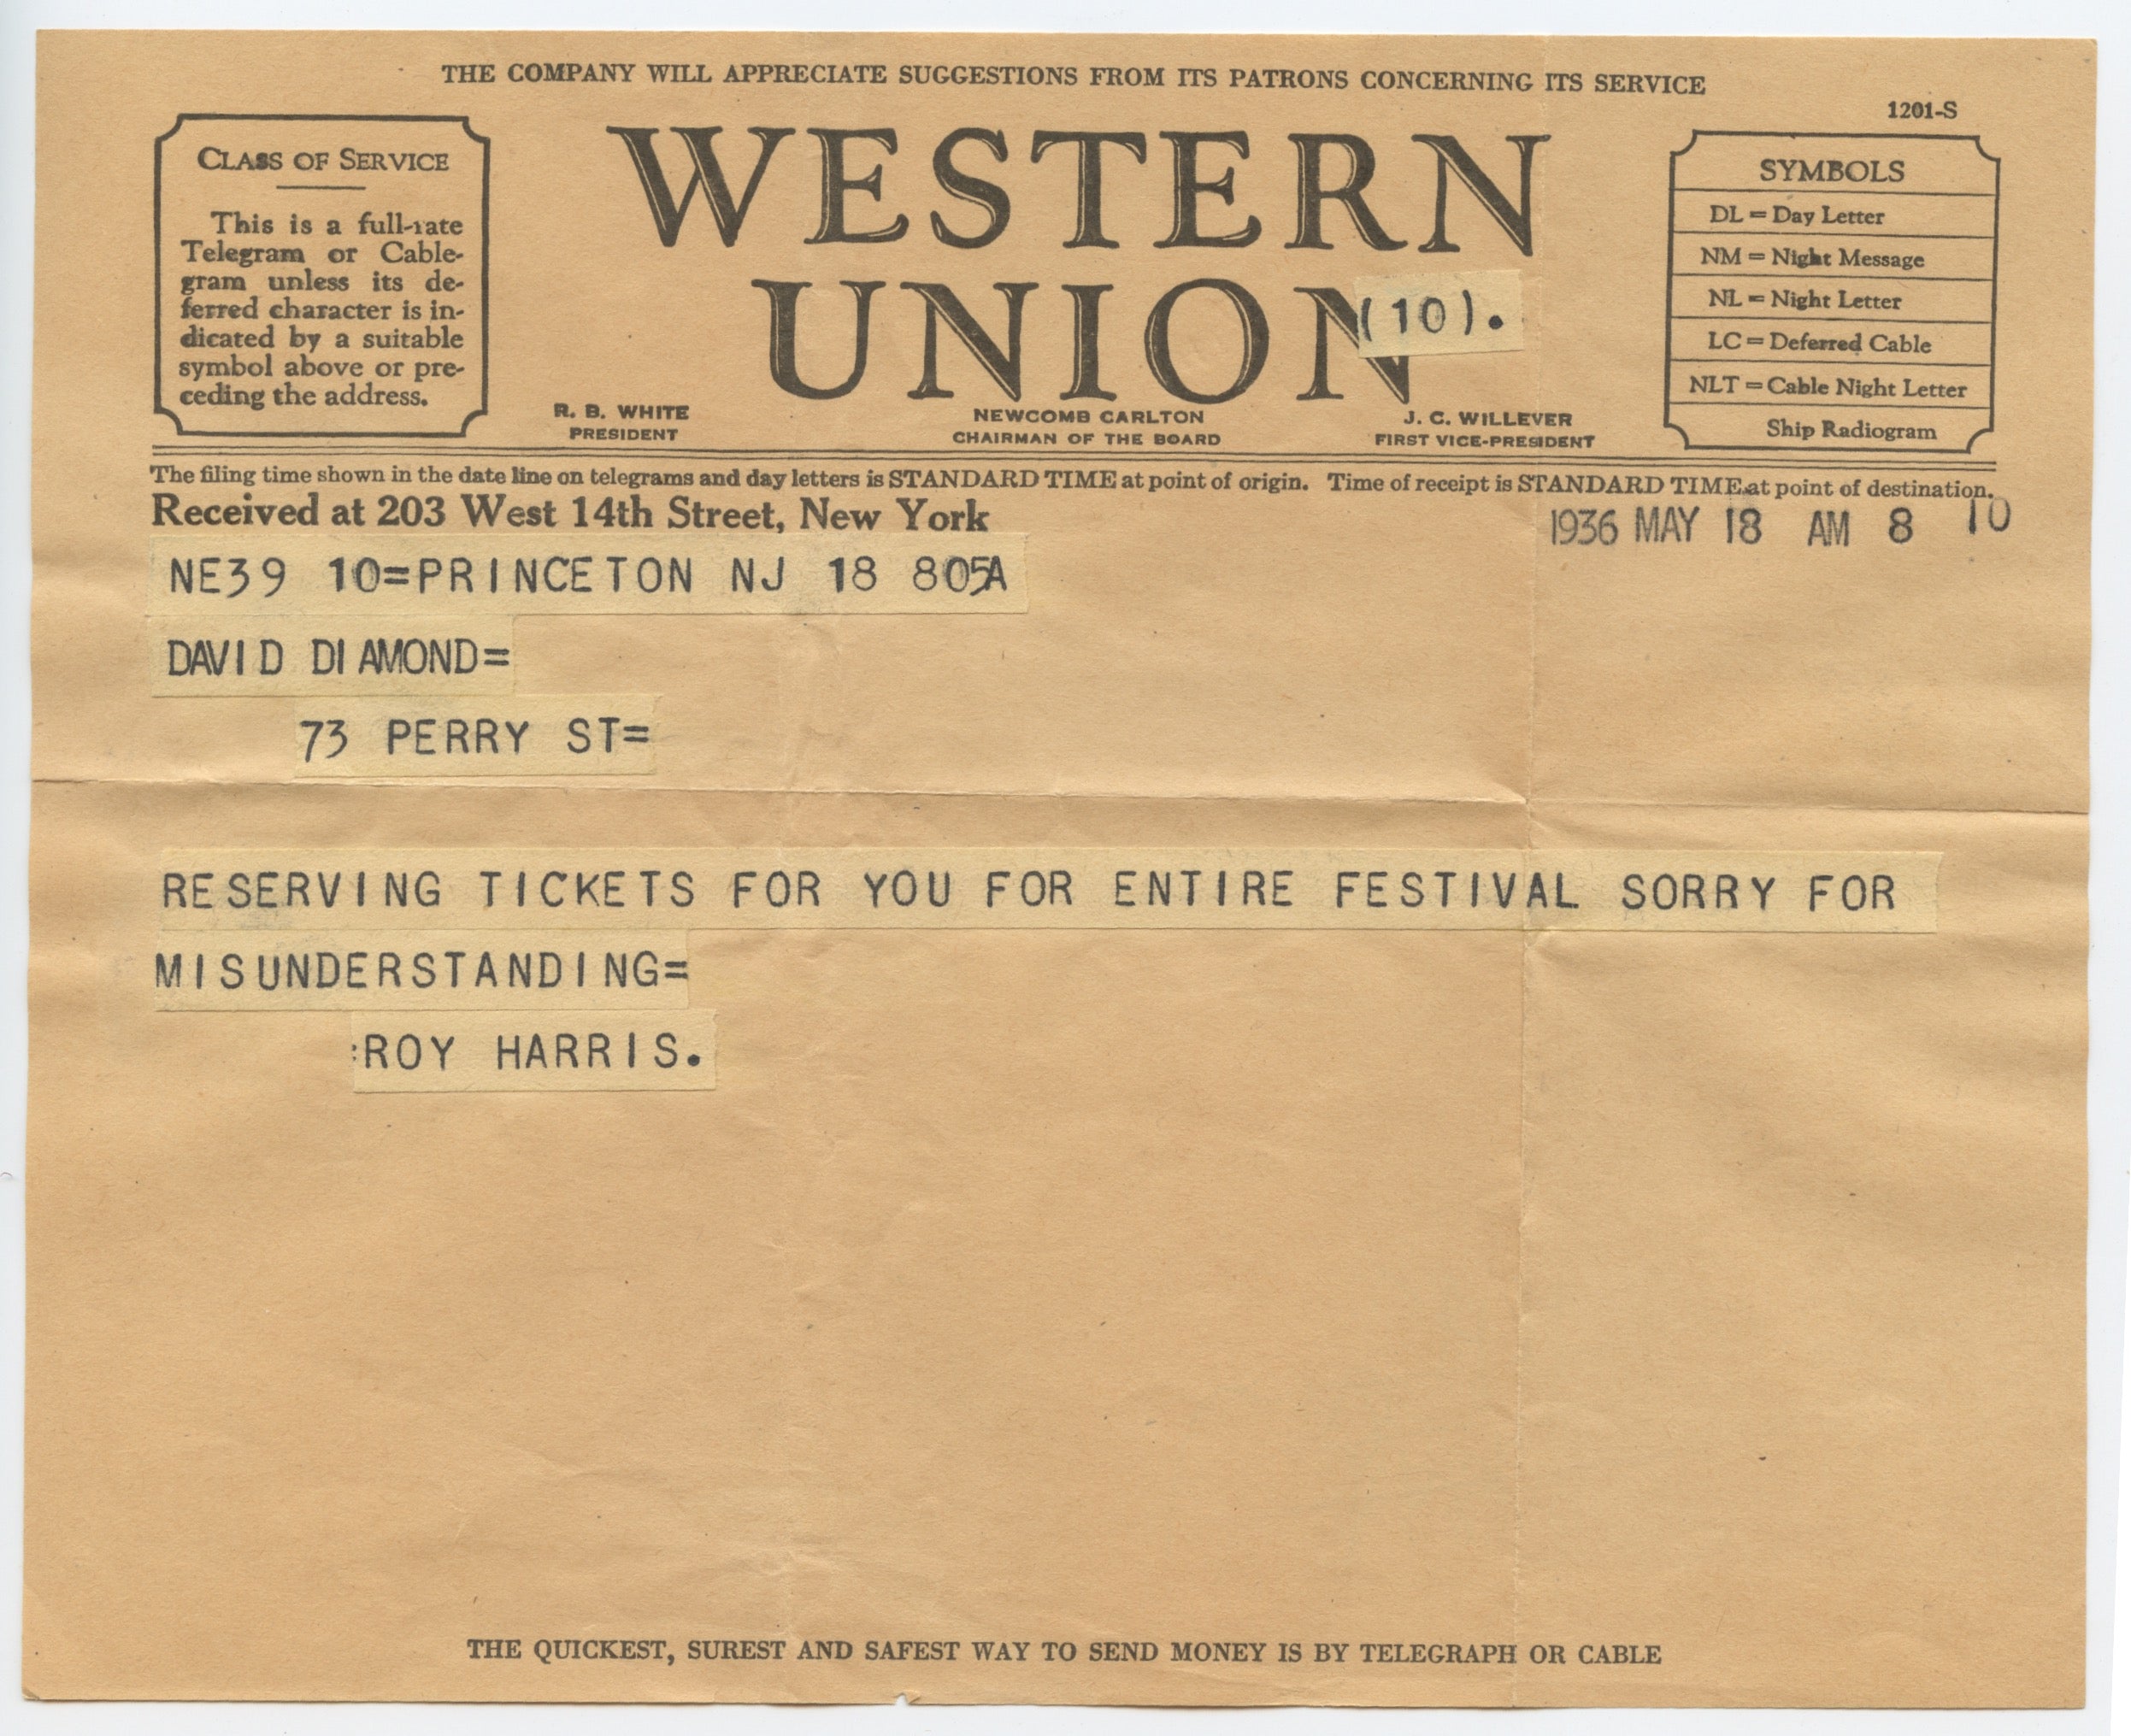 THE COMPANY WILL APPRECIATE SUGGESTIONS FROM ITS PATRONS CONCERNING ITS SERVICE
1201-S
CLASS OF SERVICE
This is a full-rate
Telegram or Cable-
gram unless its de-
ferred character is in-
dicated by a suitable
symbol above or pre-
ceding the address.
WESTERN
UNION
(10).
R. B. WHITE
PRESIDENT
NEWCOMB CARLTON
CHAIRMAN OF THE BOARD
J. C. WILLEVER
FIRST VICE-PRESIDENT
SYMBOLS
DL = Day Letter
NM = Night Message
NL = Night Letter
LC = Deferred Cable
NLT = Cable Night Letter
Ship Radiogram
The filing time shown in the date line on telegrams and day letters is STANDARD TIME at point of origin. Time of receipt is STANDARD TIME at point of destination.
Received at 203 West 14th Street, New York
1936 MAY 18 AM 8 10
NE39 10=PRINCETON NJ 18 805A
DAVID DIAMOND=
73 PERRY ST=
RESERVING TICKETS FOR YOU FOR ENTIRE FESTIVAL SORRY FOR
MISUNDERSTANDING=
:ROY HARRIS.
THE QUICKEST, SUREST AND SAFEST WAY TO SEND MONEY IS BY TELEGRAPH OR CABLE